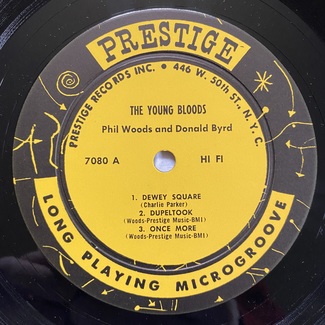 PRESTIGE
PRESTIGE RECORDS INC. • 446 W. 50th ST., N.Y.C.
THE YOUNG BLOODS
Phil Woods and Donald Byrd
7080 A HI FI
1. DEWEY SQUARE
(Charlie Parker)
2. DUPELTOOK
(Woods-Prestige Music-BMI)
3. ONCE MORE
(Woods-Prestige Music-BMI)
LONG PLAYING MICROGROOVE